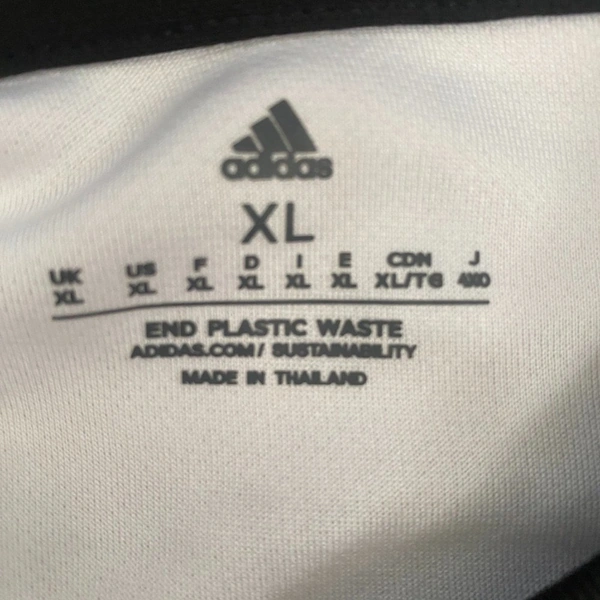 adidas
XL
UK US F D I E CDN J
XL XL XL XL XL XL XL/TG
END PLASTIC WASTE
ADIDAS.COM/ SUSTAINABILITY
MADE IN THAILAND